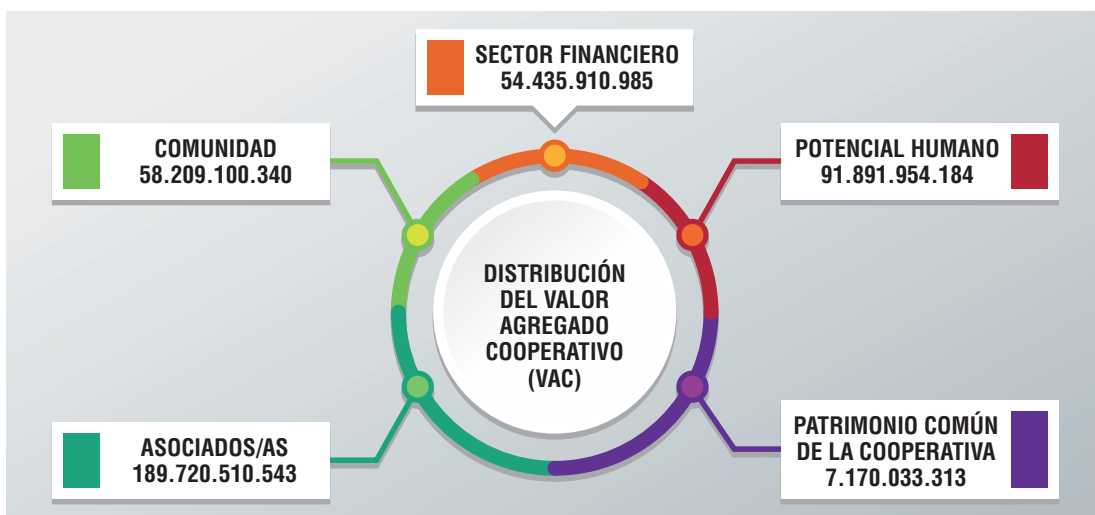 SECTOR FINANCIERO
54.435.910.985
COMUNIDAD
58.209.100.340
POTENCIAL HUMANO
91.891.954.184
DISTRIBUCIÓN
DEL VALOR
AGREGADO
COOPERATIVO
(VAC)
ASOCIADOS/AS
189.720.510.543
PATRIMONIO COMÚN
DE LA COOPERATIVA
7.170.033.313